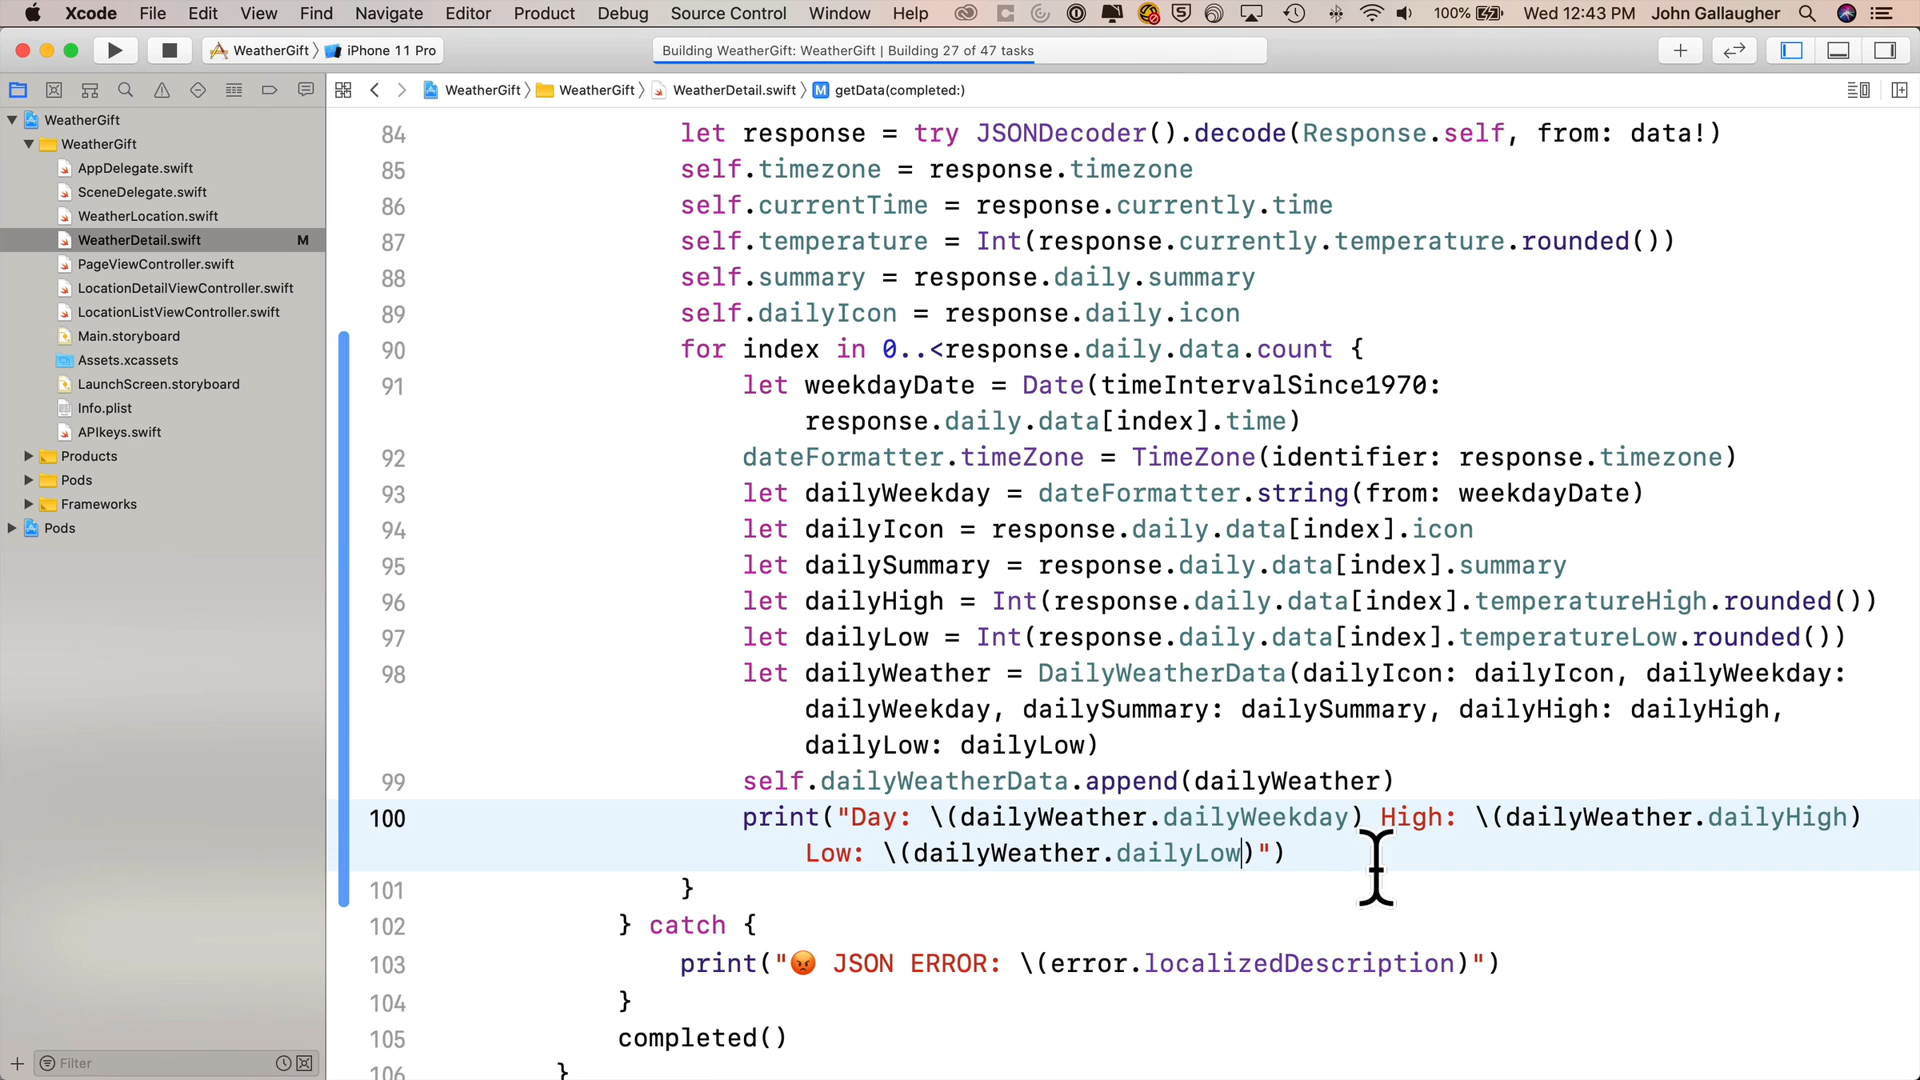 Xcode File Edit View Find Navigate Editor Product Debug Source Control Window Help 100% Wed 12:43 PM John Gallaugher
WeatherGift iPhone 11 Pro
Building WeatherGift: WeatherGift | Building 27 of 47 tasks
WeatherGift WeatherGift WeatherDetail.swift getData(completed:)
WeatherGift
WeatherGift
AppDelegate.swift
SceneDelegate.swift
WeatherLocation.swift
WeatherDetail.swift M
PageViewController.swift
LocationDetailViewController.swift
LocationListViewController.swift
Main.storyboard
Assets.xcassets
LaunchScreen.storyboard
Info.plist
APIkeys.swift
Products
Pods
Frameworks
Pods
Filter
84 let response = try JSONDecoder().decode(Response.self, from: data!)
85 self.timezone = response.timezone
86 self.currentTime = response.currently.time
87 self.temperature = Int(response.currently.temperature.rounded())
88 self.summary = response.daily.summary
89 self.dailyIcon = response.daily.icon
90 for index in 0..<response.daily.data.count {
91 let weekdayDate = Date(timeIntervalSince1970:
response.daily.data[index].time)
92 dateFormatter.timeZone = TimeZone(identifier: response.timezone)
93 let dailyWeekday = dateFormatter.string(from: weekdayDate)
94 let dailyIcon = response.daily.data[index].icon
95 let dailySummary = response.daily.data[index].summary
96 let dailyHigh = Int(response.daily.data[index].temperatureHigh.rounded())
97 let dailyLow = Int(response.daily.data[index].temperatureLow.rounded())
98 let dailyWeather = DailyWeatherData(dailyIcon: dailyIcon, dailyWeekday:
dailyWeekday, dailySummary: dailySummary, dailyHigh: dailyHigh,
dailyLow: dailyLow)
99 self.dailyWeatherData.append(dailyWeather)
100 print("Day: \(dailyWeather.dailyWeekday) High: \(dailyWeather.dailyHigh)
Low: \(dailyWeather.dailyLow)")
101 }
102 } catch {
103 print("😡 JSON ERROR: \(error.localizedDescription)")
104 }
105 completed()
106 }